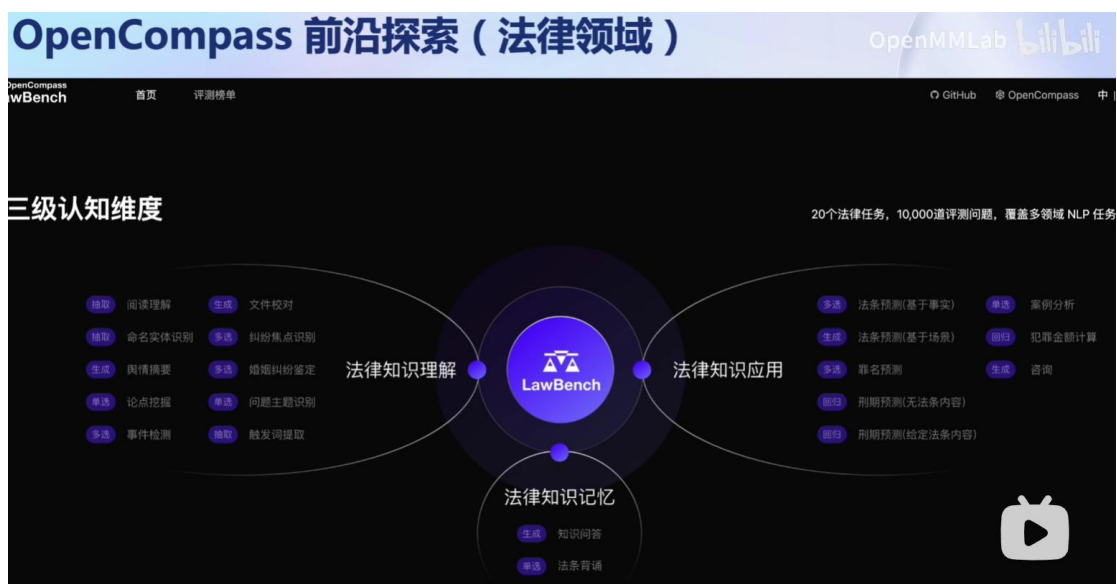 OpenCompass 前沿探索（法律领域）
OpenMMLab bilibili
OpenCompass
wBench 首页 评测榜单 GitHub OpenCompass 中 |
三级认知维度
20个法律任务，10,000道评测问题，覆盖多领域 NLP 任务
抽取 阅读理解 生成 文件校对
抽取 命名实体识别 多选 纠纷焦点识别
生成 舆情摘要 多选 婚姻纠纷鉴定
单选 论点挖掘 单选 问题主题识别
多选 事件检测 抽取 触发词提取
法律知识理解
LawBench
法律知识应用
多选 法条预测(基于事实) 单选 案例分析
生成 法条预测(基于场景) 回归 犯罪金额计算
多选 罪名预测 生成 咨询
回归 刑期预测(无法条内容)
回归 刑期预测(给定法条内容)
法律知识记忆
生成 知识问答
单选 法条背诵